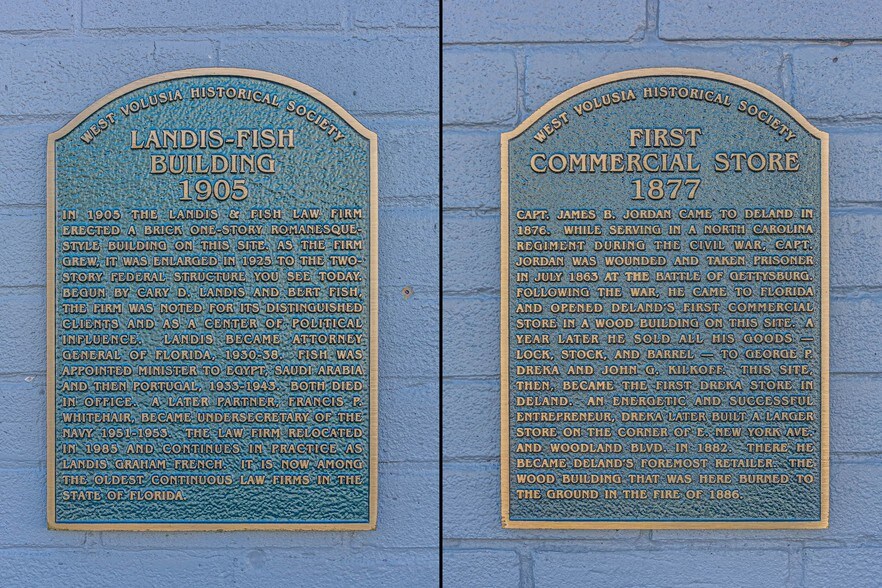 WEST VOLUSIA HISTORICAL SOCIETY
LANDIS-FISH
BUILDING
1905
IN 1905 THE LANDIS & FISH LAW FIRM
ERECTED A BRICK ONE-STORY ROMANESQUE-
STYLE BUILDING ON THIS SITE. AS THE FIRM
GREW, IT WAS ENLARGED IN 1925 TO THE TWO-
STORY FEDERAL STRUCTURE YOU SEE TODAY.
BEGUN BY CARY D. LANDIS AND BERT FISH,
THE FIRM WAS NOTED FOR ITS DISTINGUISHED
CLIENTS AND AS A CENTER OF POLITICAL
INFLUENCE. LANDIS BECAME ATTORNEY
GENERAL OF FLORIDA, 1930-38. FISH WAS
APPOINTED MINISTER TO EGYPT, SAUDI ARABIA
AND THEN PORTUGAL, 1933-1943. BOTH DIED
IN OFFICE. A LATER PARTNER, FRANCIS P.
WHITEHAIR, BECAME UNDERSECRETARY OF THE
NAVY 1951-1953. THE LAW FIRM RELOCATED
IN 1985 AND CONTINUES IN PRACTICE AS
LANDIS GRAHAM FRENCH. IT IS NOW AMONG
THE OLDEST CONTINUOUS LAW FIRMS IN THE
STATE OF FLORIDA.
WEST VOLUSIA HISTORICAL SOCIETY
FIRST
COMMERCIAL STORE
1877
CAPT. JAMES B. JORDAN CAME TO DELAND IN
1876. WHILE SERVING IN A NORTH CAROLINA
REGIMENT DURING THE CIVIL WAR, CAPT.
JORDAN WAS WOUNDED AND TAKEN PRISONER
IN JULY 1863 AT THE BATTLE OF GETTYSBURG.
FOLLOWING THE WAR, HE CAME TO FLORIDA
AND OPENED DELAND'S FIRST COMMERCIAL
STORE IN A WOOD BUILDING ON THIS SITE. A
YEAR LATER HE SOLD ALL HIS GOODS —
LOCK, STOCK, AND BARREL — TO GEORGE P.
DREKA AND JOHN G. KILKOFF. THIS SITE,
THEN, BECAME THE FIRST DREKA STORE IN
DELAND. AN ENERGETIC AND SUCCESSFUL
ENTREPRENEUR, DREKA LATER BUILT A LARGER
STORE ON THE CORNER OF E. NEW YORK AVE.
AND WOODLAND BLVD. IN 1882. THERE HE
BECAME DELAND'S FOREMOST RETAILER. THE
WOOD BUILDING THAT WAS HERE BURNED TO
THE GROUND IN THE FIRE OF 1886.